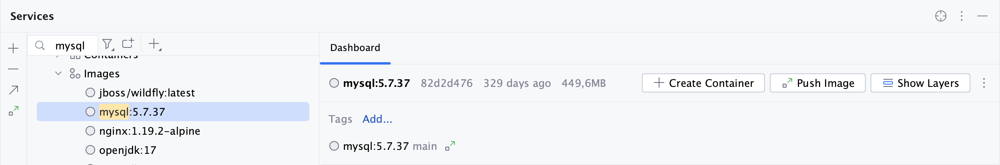 Services
mysql
Containers
Images
jboss/wildfly:latest
mysql:5.7.37
nginx:1.19.2-alpine
openjdk:17
Dashboard
mysql:5.7.37 82d2d476 329 days ago 449,6MB Create Container Push Image Show Layers
Tags Add...
mysql:5.7.37 main